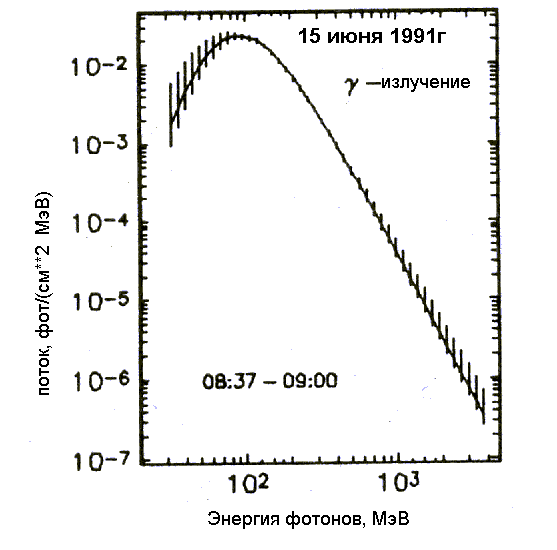 15 июня 1991г
γ —излучение
10-2
10-3
10-4
10-5
10-6
10-7
поток, фот/(см**2 МэВ)
08:37 – 09:00
102
103
Энергия фотонов, МэВ